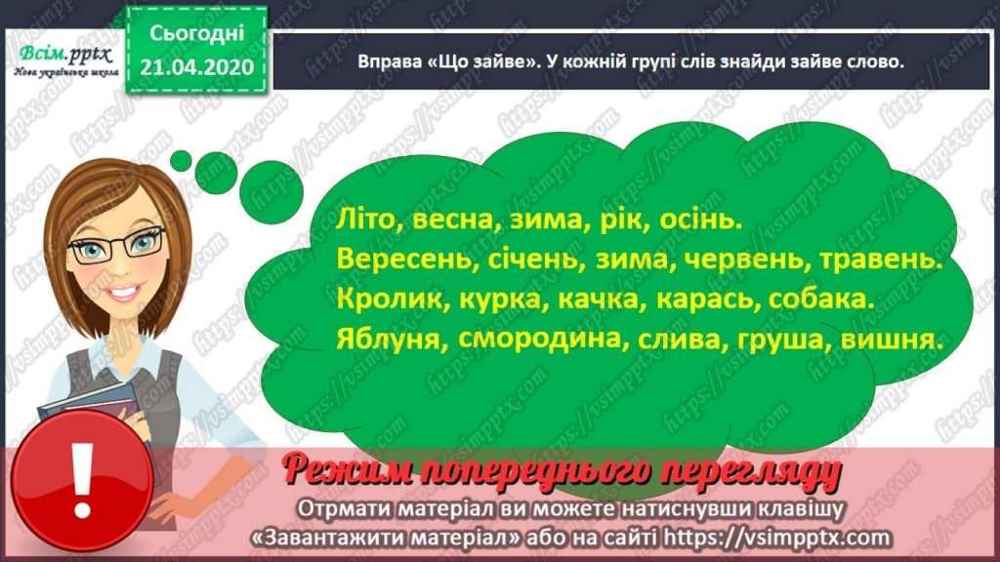 Всім.pptx
Нова українська школа
Сьогодні
21.04.2020
Вправа «Що зайве». У кожній групі слів знайди зайве слово.
Літо, весна, зима, рік, осінь.
Вересень, січень, зима, червень, травень.
Кролик, курка, качка, карась, собака.
Яблуня, смородина, слива, груша, вишня.
Режим попереднього перегляду
Отрмати матеріал ви можете натиснувши клавішу
«Завантажити матеріал» або на сайті https://vsimpptx.com